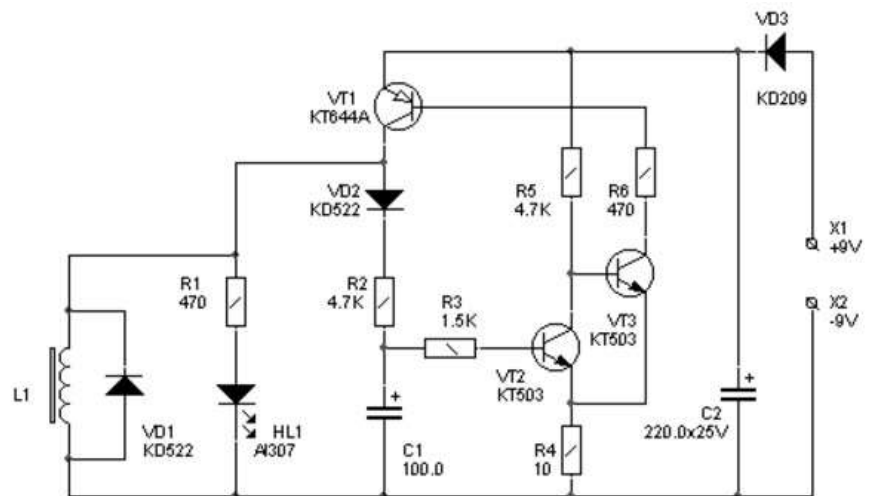 VD3
KD209
VT1
KT644A
VD2
KD522
R5
4.7K
R6
470
X1
+9V
X2
-9V
R1
470
R2
4.7K
R3
1.5K
VT3
KT503
VT2
KT503
L1
VD1
KD522
HL1
Al307
+
C1
100.0
R4
10
+
C2
220.0x25V